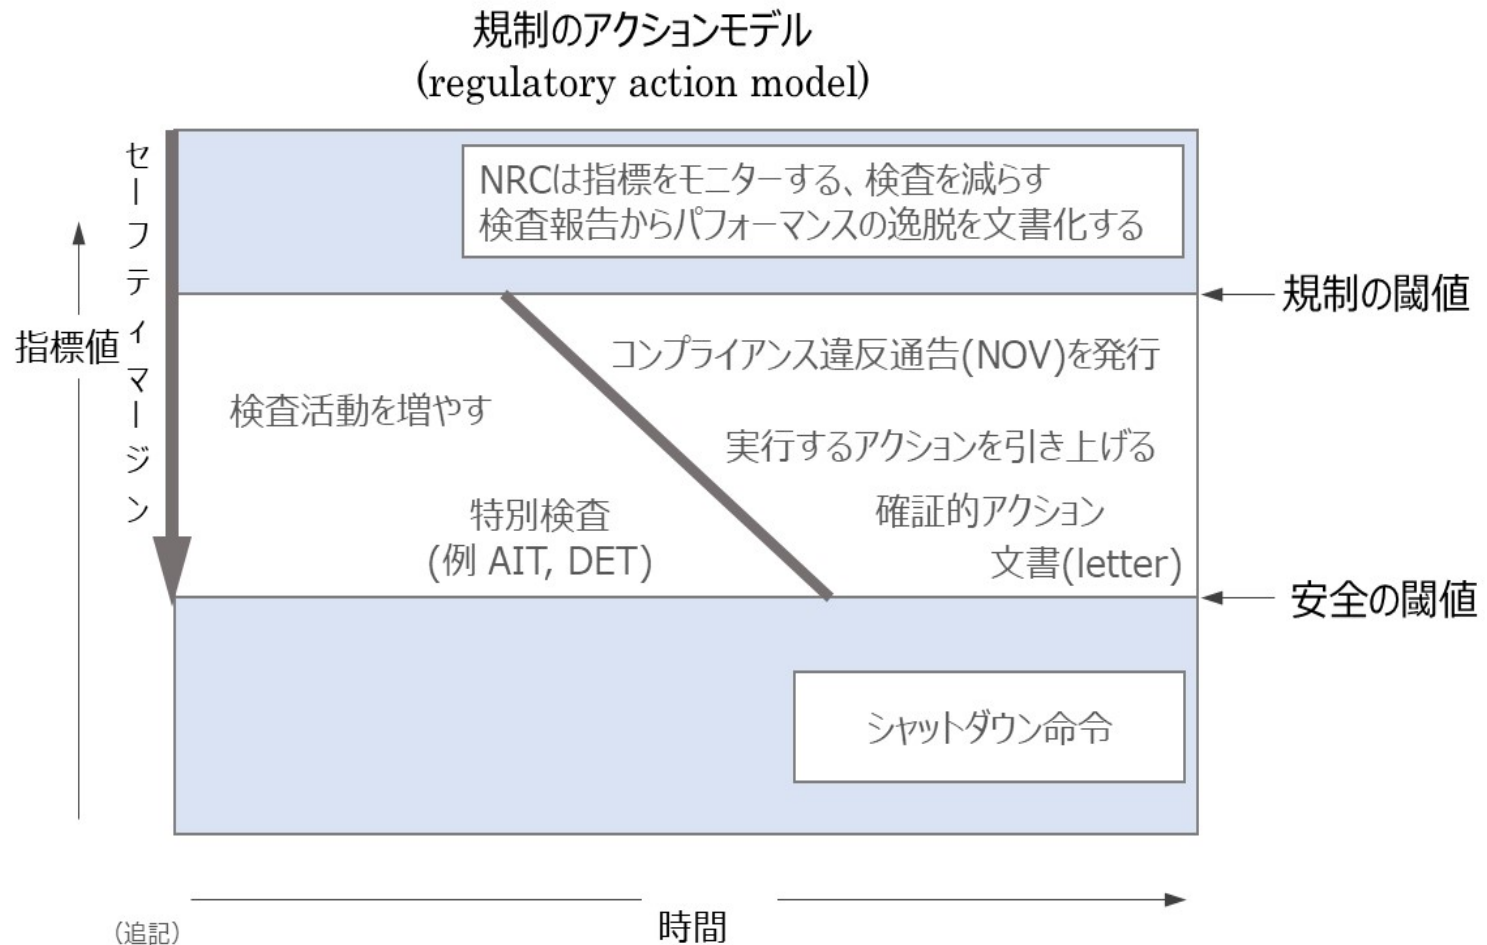 規制のアクションモデル
(regulatory action model)
セーフティマージン
指標値
NRCは指標をモニターする、検査を減らす
検査報告からパフォーマンスの逸脱を文書化する
規制の閾値
コンプライアンス違反通告(NOV)を発行
検査活動を増やす
実行するアクションを引き上げる
特別検査
(例 AIT, DET)
確証的アクション
文書(letter)
安全の閾値
シャットダウン命令
時間
（追記）